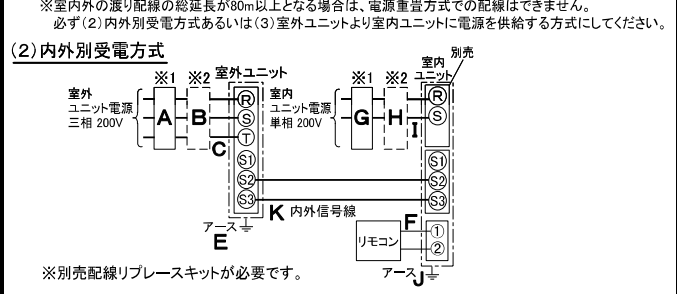 ※室内外の渡り配線の総延長が80m以上となる場合は、電源重畳方式での配線はできません。
必ず(2)内外別受電方式あるいは(3)室外ユニットより室内ユニットに電源を供給する方式にしてください。
(2)内外別受電方式
※1 ※2 室外ユニット
室外
ユニット電源
三相 200V
A B C
R
S
T
S1
S2
S3
アース
E
K 内外信号線
※1 ※2 室内
ユニット
別売
室内
ユニット電源
単相 200V
G H I
R
S
S1
S2
S3
F
リモコン
①
②
アース J
※別売配線リプレースキットが必要です。